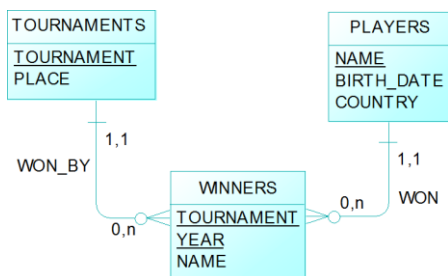 TOURNAMENTS
TOURNAMENT
PLACE
PLAYERS
NAME
BIRTH_DATE
COUNTRY
1,1
WON_BY
0,n
1,1
WON
0,n
WINNERS
TOURNAMENT
YEAR
NAME